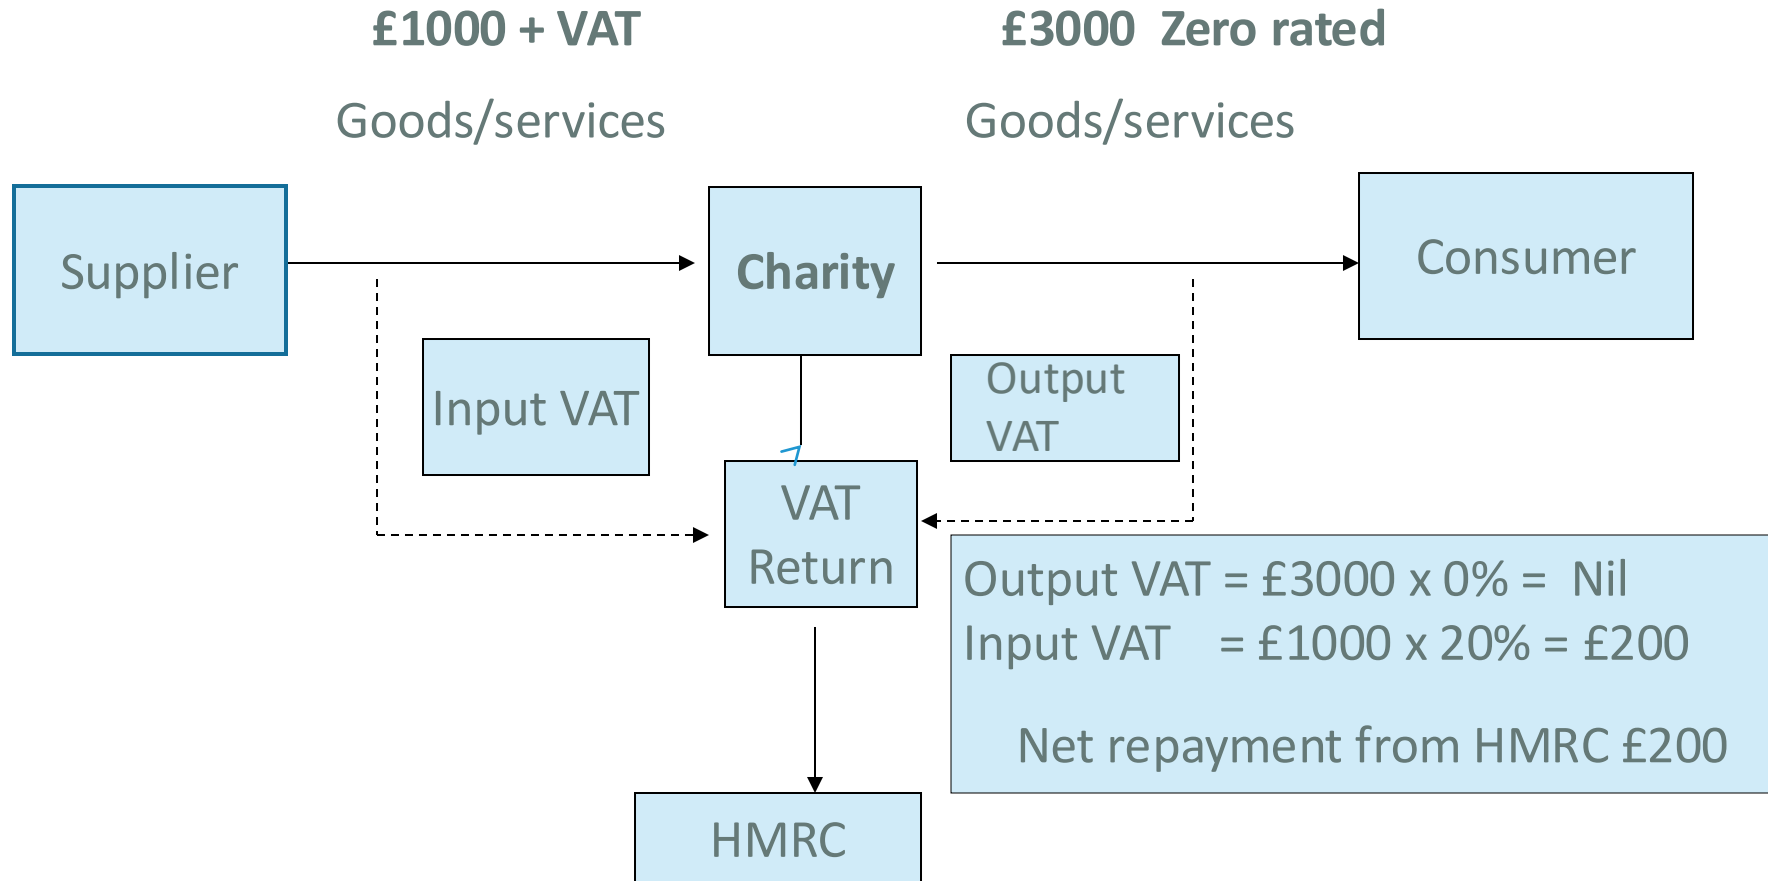 £1000 + VAT
£3000 Zero rated
Goods/services
Goods/services
Supplier
Charity
Consumer
Input VAT
Output
VAT
VAT
Return
Output VAT = £3000 x 0% = Nil
Input VAT = £1000 x 20% = £200
Net repayment from HMRC £200
HMRC